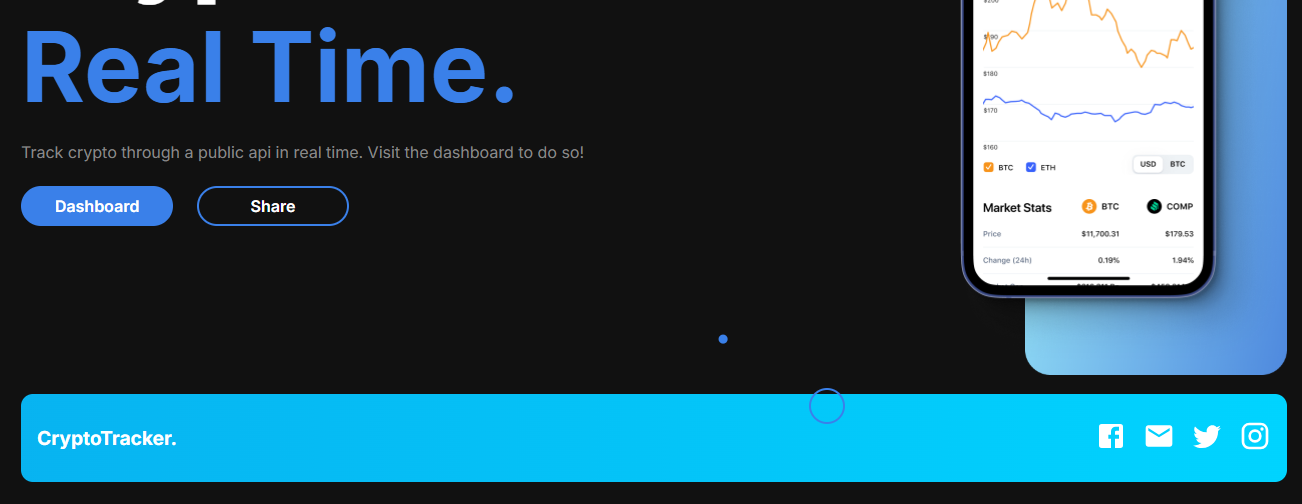 Real Time.
Track crypto through a public api in real time. Visit the dashboard to do so!
Dashboard
Share
$190
$180
$170
$160
BTC
ETH
USD
BTC
Market Stats
BTC
COMP
Price
$11,700.31
$179.53
Change (24h)
0.19%
1.94%
CryptoTracker.